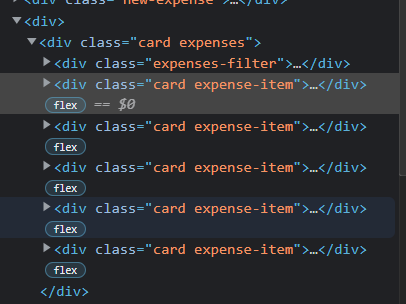 <div class="new-expense">…</div>
▼<div>
▼<div class="card expenses">
▶<div class="expenses-filter">…</div>
▶<div class="card expense-item">…</div>
flex == $0
▶<div class="card expense-item">…</div>
flex
▶<div class="card expense-item">…</div>
flex
▶<div class="card expense-item">…</div>
flex
▶<div class="card expense-item">…</div>
flex
</div>